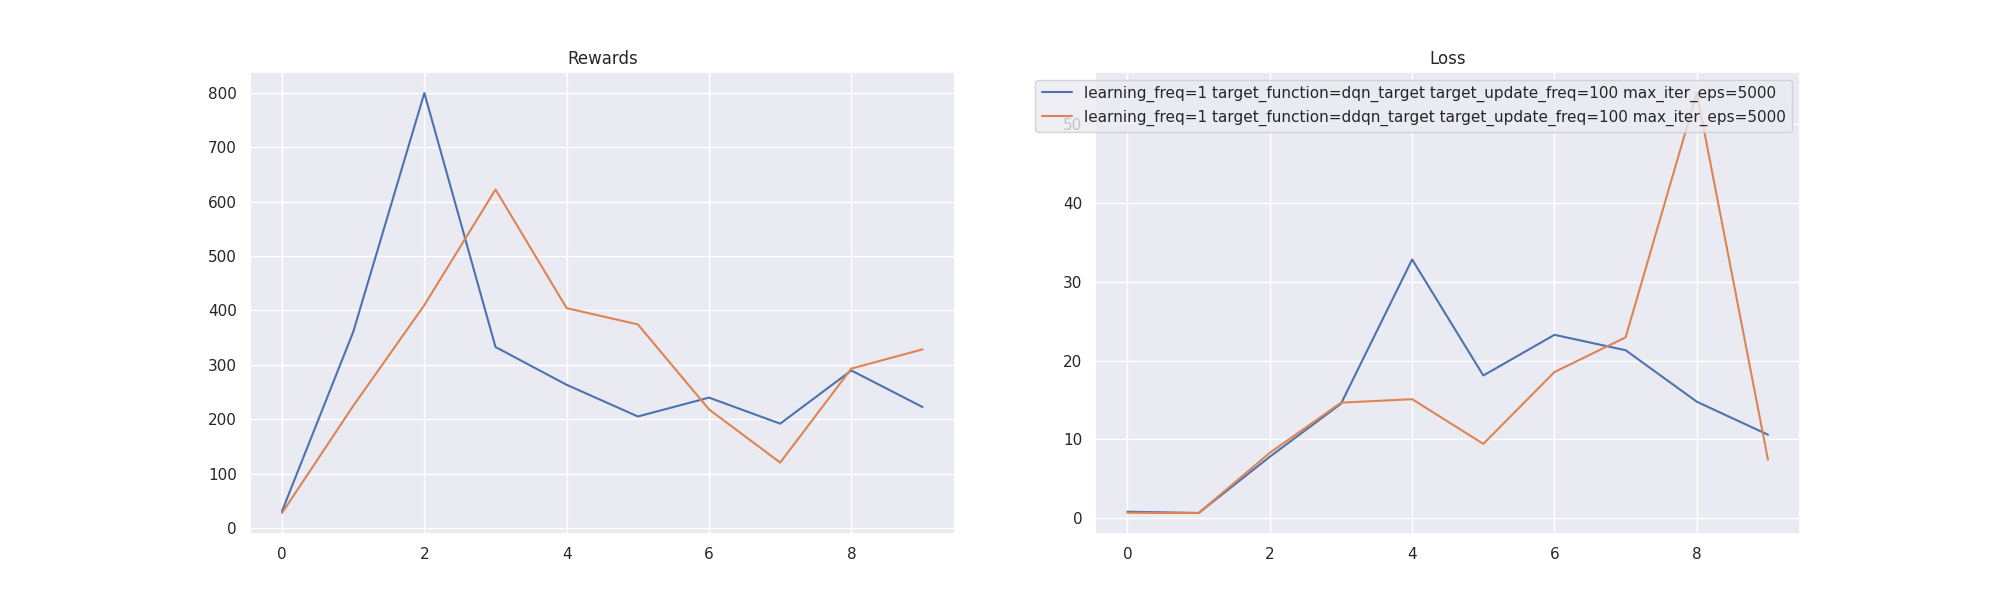 Rewards
800
700
600
500
400
300
200
100
0
0 2 4 6 8
Loss
learning_freq=1 target_function=dqn_target target_update_freq=100 max_iter_eps=5000
learning_freq=1 target_function=ddqn_target target_update_freq=100 max_iter_eps=5000
50
40
30
20
10
0
0 2 4 6 8